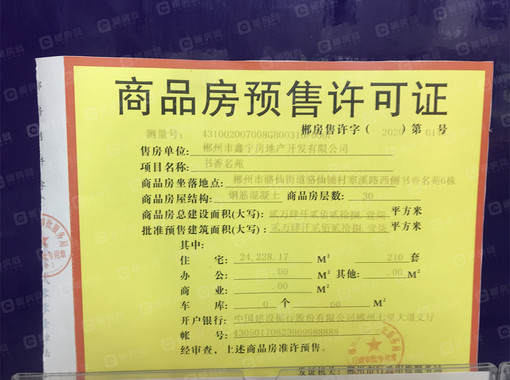 商品房预售许可证
郴房售许字（2020）第 号
测量号：
售房单位：郴州市鑫宇房地产开发有限公司
项目名称：书香名苑
商品房坐落地点：郴州市骆仙街道骆仙铺村寨溪路西侧书香名苑6栋
商品房屋结构：钢筋混凝土 商品房层数：30
商品房总建设面积(大写)：贰万肆仟贰佰贰拾捌.壹柒 平方米
批准预售建筑面积(大写)：贰万肆仟贰佰贰拾捌.壹柒 平方米
其中：
住 宅：24,228.17 M² 210 套
办 公：.00 M² 其他：.00 M²
商 业：.00 M²
车 库：0 个 00 M²
开户银行：中国建设银行股份有限公司郴州七里大道支行
帐 号：43050170623809988888
经审查，上述商品房准许预售。